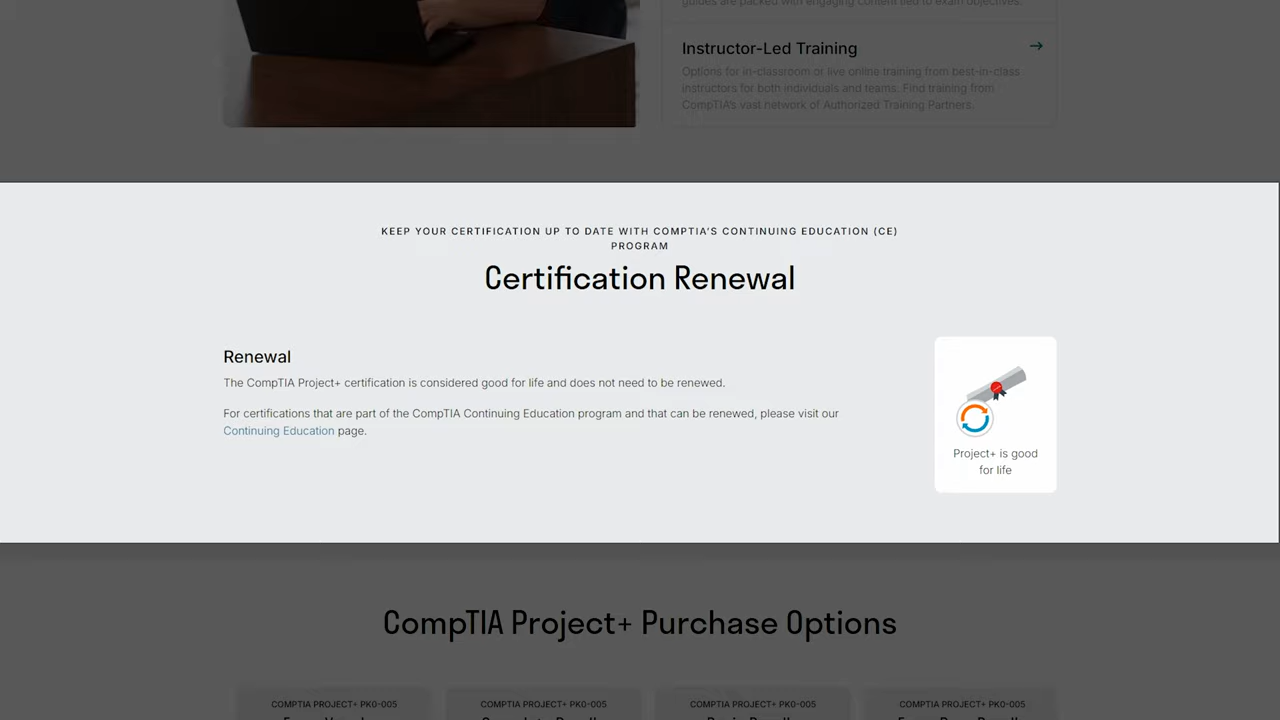 guides are packed with engaging content tied to exam objectives.
Instructor-Led Training
Options for in-classroom or live online training from best-in-class
instructors for both individuals and teams. Find training from
CompTIA's vast network of Authorized Training Partners.
KEEP YOUR CERTIFICATION UP TO DATE WITH COMPTIA'S CONTINUING EDUCATION (CE)
PROGRAM
Certification Renewal
Renewal
The CompTIA Project+ certification is considered good for life and does not need to be renewed.
For certifications that are part of the CompTIA Continuing Education program and that can be renewed, please visit our
Continuing Education page.
Project+ is good
for life
CompTIA Project+ Purchase Options
COMPTIA PROJECT+ PK0-005
COMPTIA PROJECT+ PK0-005
COMPTIA PROJECT+ PK0-005
COMPTIA PROJECT+ PK0-005